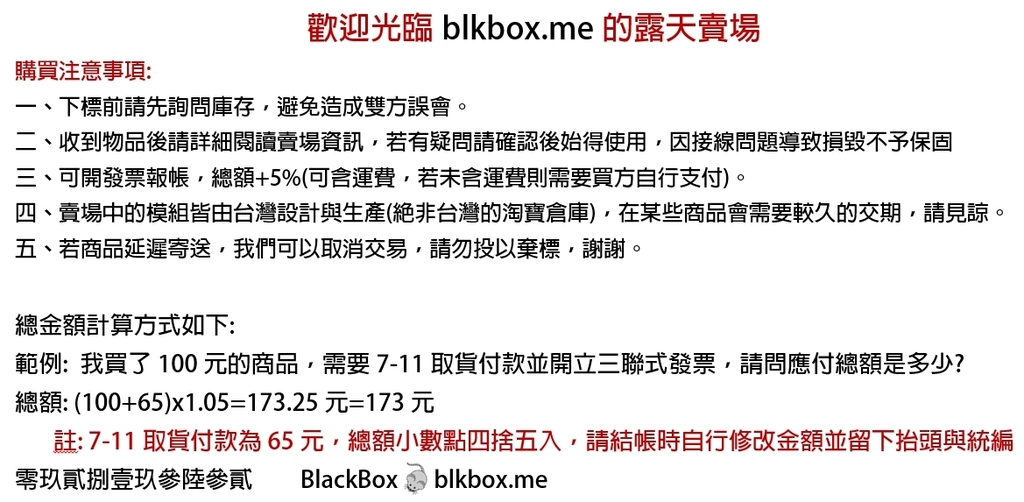 歡迎光臨 blkbox.me 的露天賣場
購買注意事項:
一、下標前請先詢問庫存，避免造成雙方誤會。
二、收到物品後請詳細閱讀賣場資訊，若有疑問請確認後始得使用，因接線問題導致損毀不予保固
三、可開發票報帳，總額+5%(可含運費，若未含運費則需要買方自行支付)。
四、賣場中的模組皆由台灣設計與生產(絕非台灣的淘寶倉庫)，在某些商品會需要較久的交期，請見諒。
五、若商品延遲寄送，我們可以取消交易，請勿投以棄標，謝謝。
總金額計算方式如下:
範例: 我買了 100 元的商品，需要 7-11 取貨付款並開立三聯式發票，請問應付總額是多少?
總額: (100+65)x1.05=173.25 元=173 元
註: 7-11 取貨付款為 65 元，總額小數點四捨五入，請結帳時自行修改金額並留下抬頭與統編
零玖貳捌壹玖參陸參貳 BlackBox blkbox.me